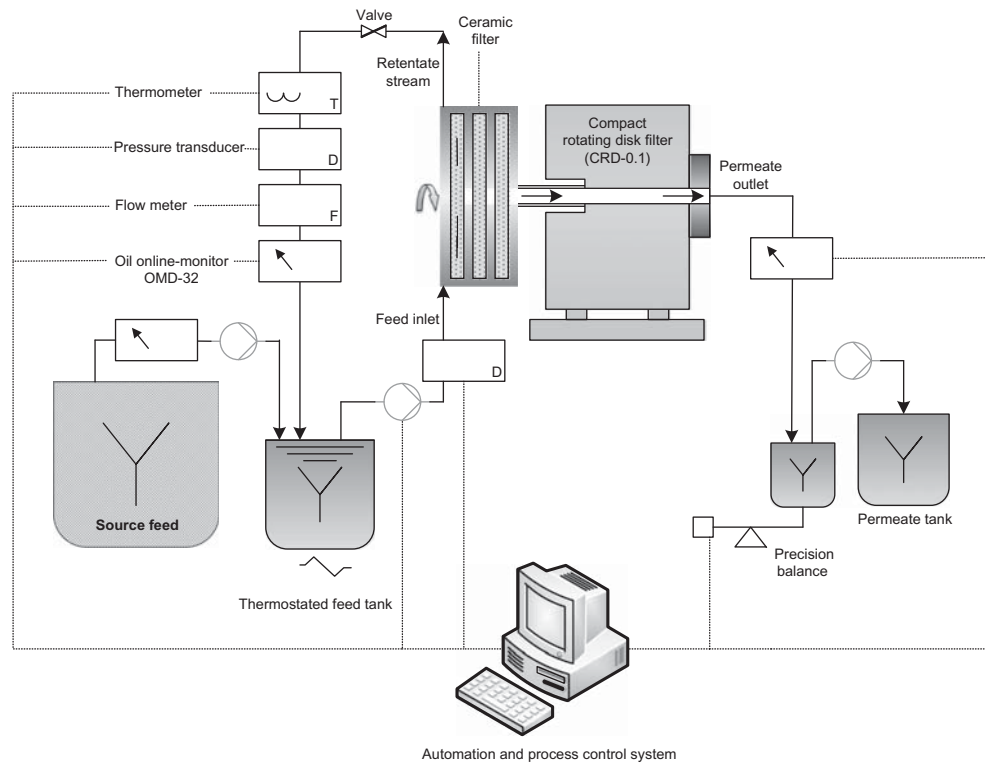 Valve
Ceramic
filter
Retentate
stream
Thermometer
T
Pressure transducer
D
Flow meter
F
Oil online-monitor
OMD-32
Compact
rotating disk filter
(CRD-0.1)
Permeate
outlet
Feed inlet
D
Source feed
Thermostated feed tank
Permeate tank
Precision
balance
Automation and process control system